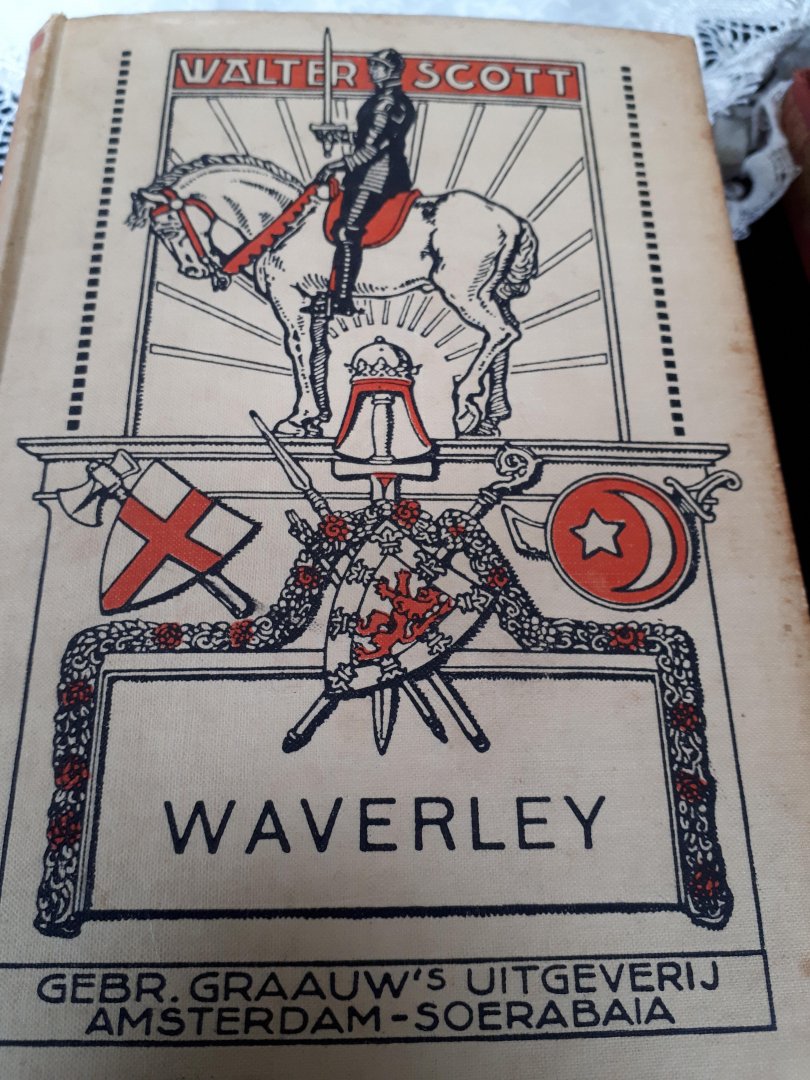 WALTER SCOTT
WAVERLEY
GEBR. GRAAUW'S UITGEVERIJ
AMSTERDAM-SOERABAIA